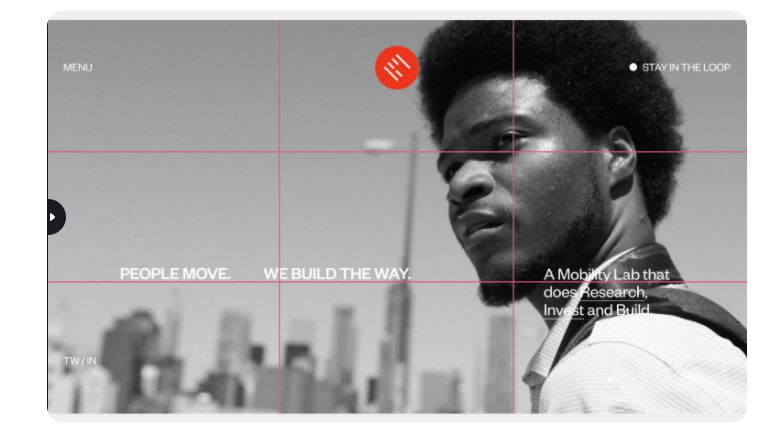 MENU
STAY IN THE LOOP
PEOPLE MOVE. WE BUILD THE WAY.
A Mobility Lab that
does Research,
Invest and Build.
TW / IN